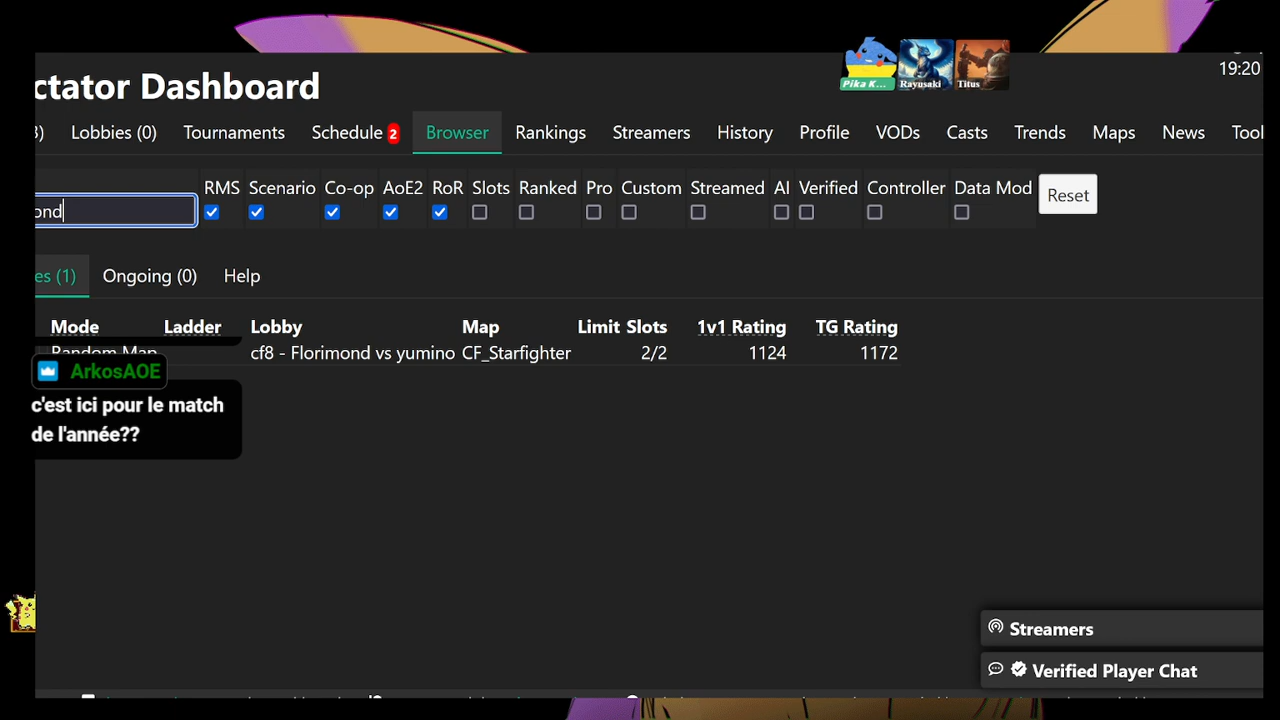 Pika K...
Rayusaki
Titus
19:20
ctator Dashboard
3) Lobbies (0) Tournaments Schedule 2 Browser Rankings Streamers History Profile VODs Casts Trends Maps News Tool
RMS Scenario Co-op AoE2 RoR Slots Ranked Pro Custom Streamed AI Verified Controller Data Mod Reset
ond
es (1) Ongoing (0) Help
Mode Ladder Lobby Map Limit Slots 1v1 Rating TG Rating
Random Map cf8 - Florimond vs yumino CF_Starfighter 2/2 1124 1172
ArkosAOE
c'est ici pour le match
de l'année??
Streamers
Verified Player Chat